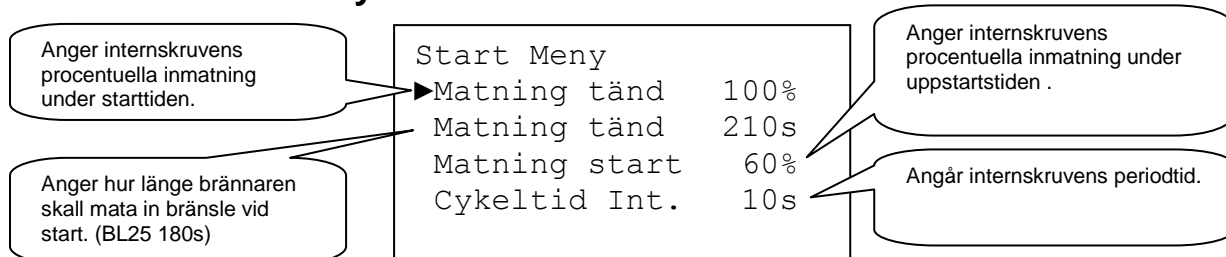 Anger internskruvens
procentuella inmatning
under starttiden.
Anger hur länge brännaren
skall mata in bränsle vid
start. (BL25 180s)
Start Meny
►Matning tänd 100%
Matning tänd 210s
Matning start 60%
Cykeltid Int. 10s
Anger internskruvens
procentuella inmatning under
uppstartstiden .
Angår internskruvens periodtid.